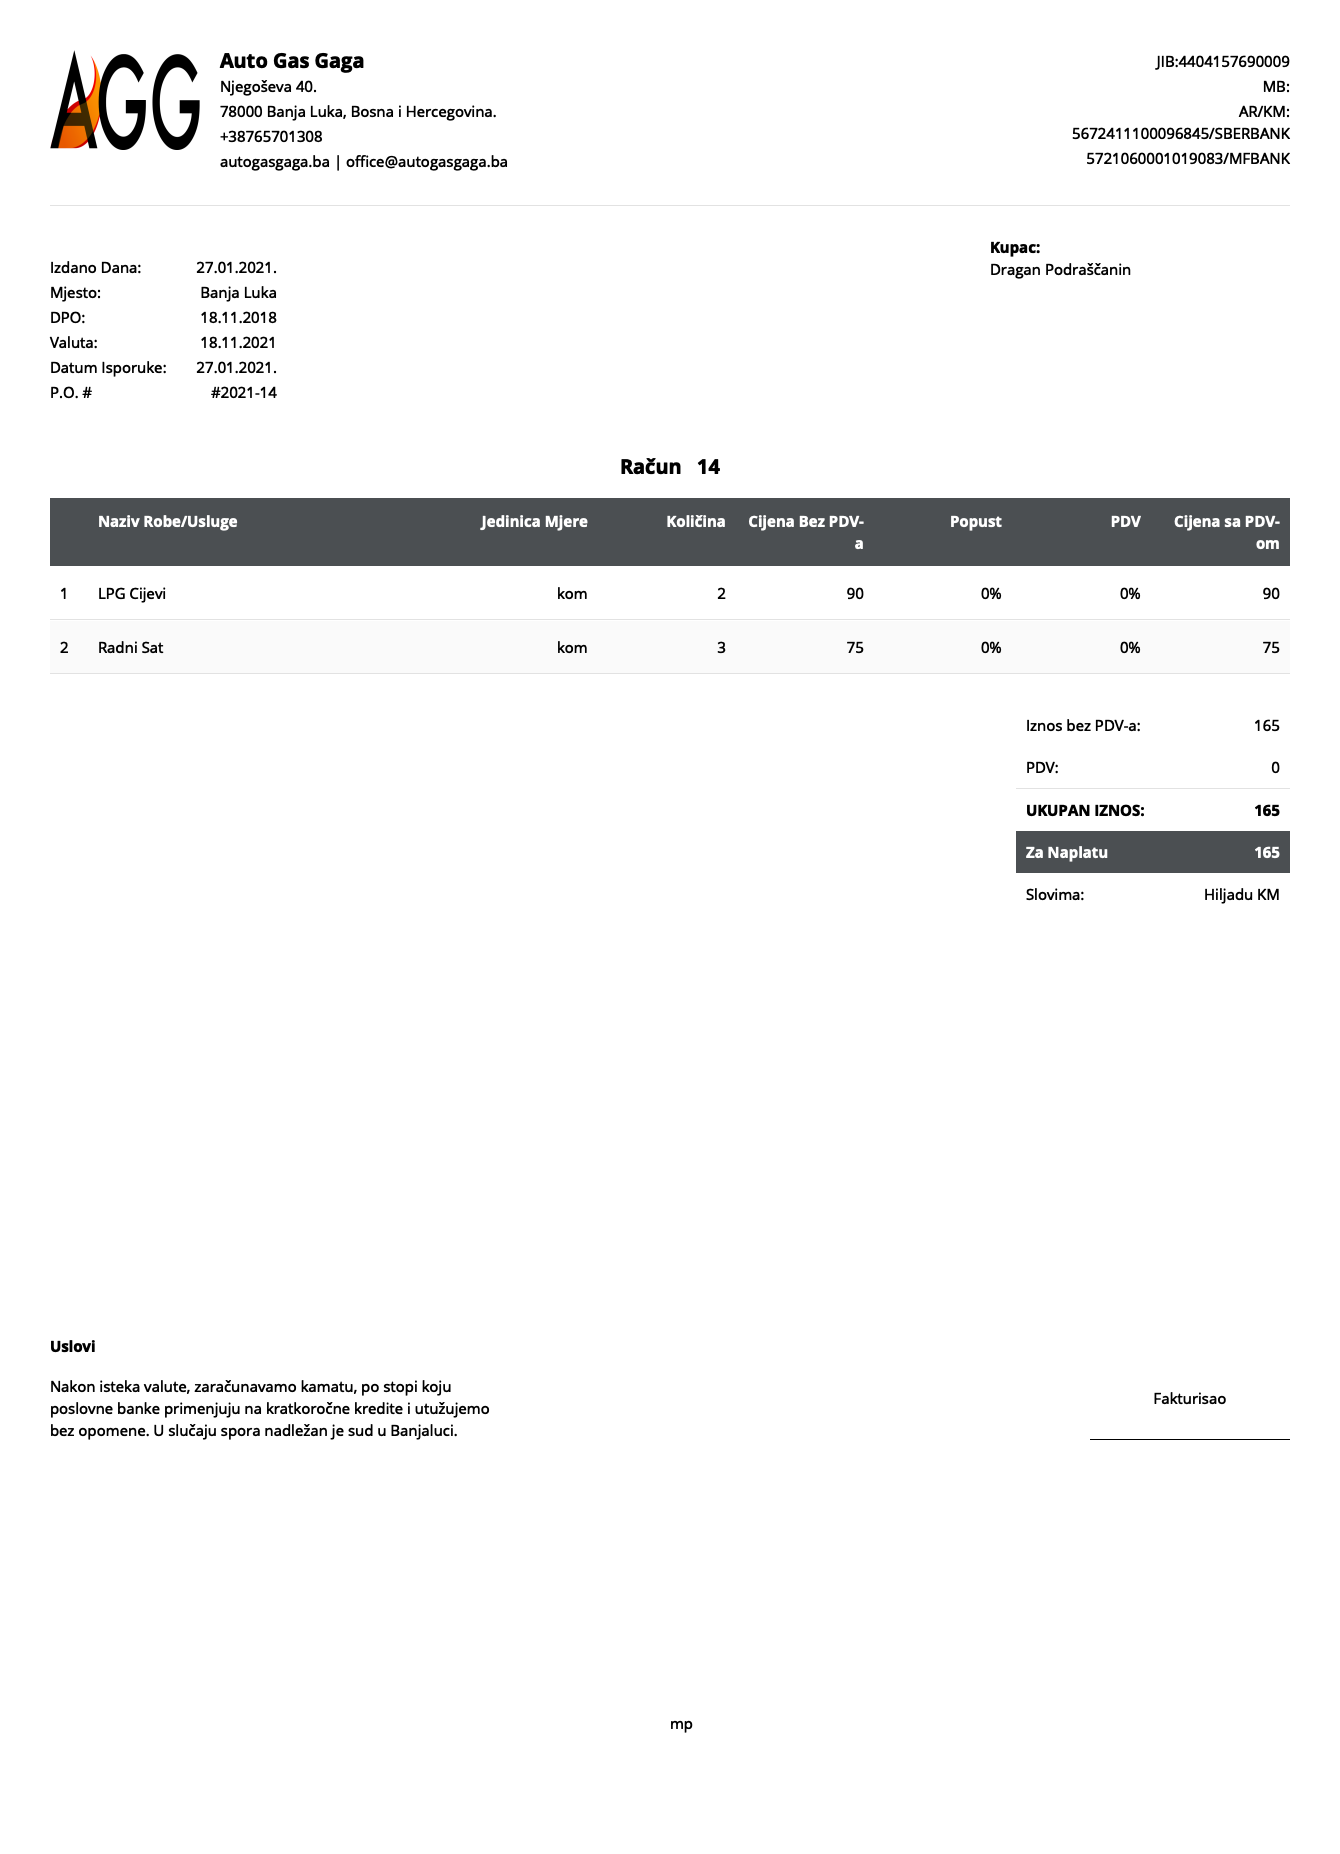 AGG
Auto Gas Gaga
Njegoševa 40.
78000 Banja Luka, Bosna i Hercegovina.
+38765701308
autogasgaga.ba | office@autogasgaga.ba
JIB:4404157690009
MB:
AR/KM:
5672411100096845/SBERBANK
5721060001019083/MFBANK
Izdano Dana: 27.01.2021.
Mjesto: Banja Luka
DPO: 18.11.2018
Valuta: 18.11.2021
Datum Isporuke: 27.01.2021.
P.O. # #2021-14
Kupac:
Dragan Podraščanin
Račun 14
Naziv Robe/Usluge Jedinica Mjere Količina Cijena Bez PDV-a Popust PDV Cijena sa PDV-om
1 LPG Cijevi kom 2 90 0% 0% 90
2 Radni Sat kom 3 75 0% 0% 75
Iznos bez PDV-a: 165
PDV: 0
UKUPAN IZNOS: 165
Za Naplatu 165
Slovima: Hiljadu KM
Uslovi
Nakon isteka valute, zaračunavamo kamatu, po stopi koju
poslovne banke primenjuju na kratkoročne kredite i utužujemo
bez opomene. U slučaju spora nadležan je sud u Banjaluci.
Fakturisao
mp